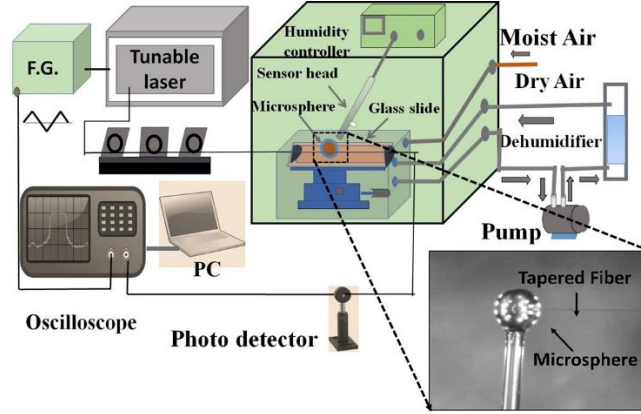 Humidity
controller
F.G.
Tunable
laser
Moist Air
Sensor head
Dry Air
Microsphere
Glass slide
Dehumidifier
PC
Pump
Oscilloscope
Photo detector
Tapered Fiber
Microsphere